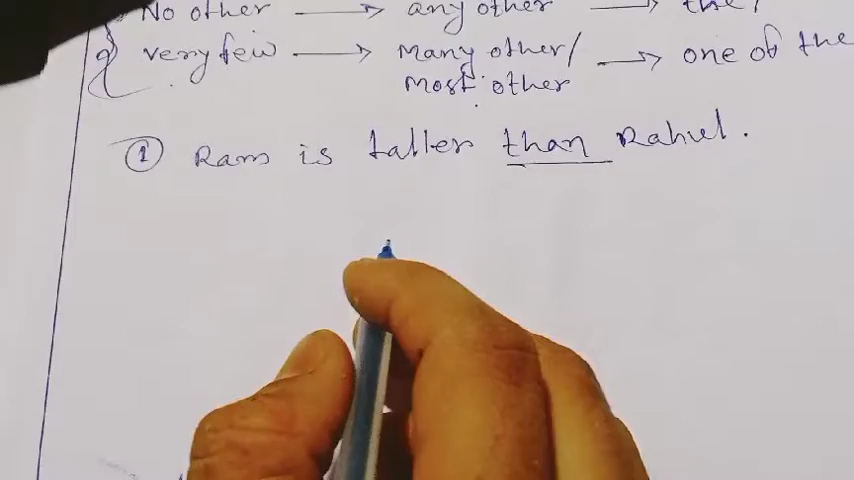 No other → any other → the
very few → Many other/ → one of the
most other
① Ram is taller than Rahul.